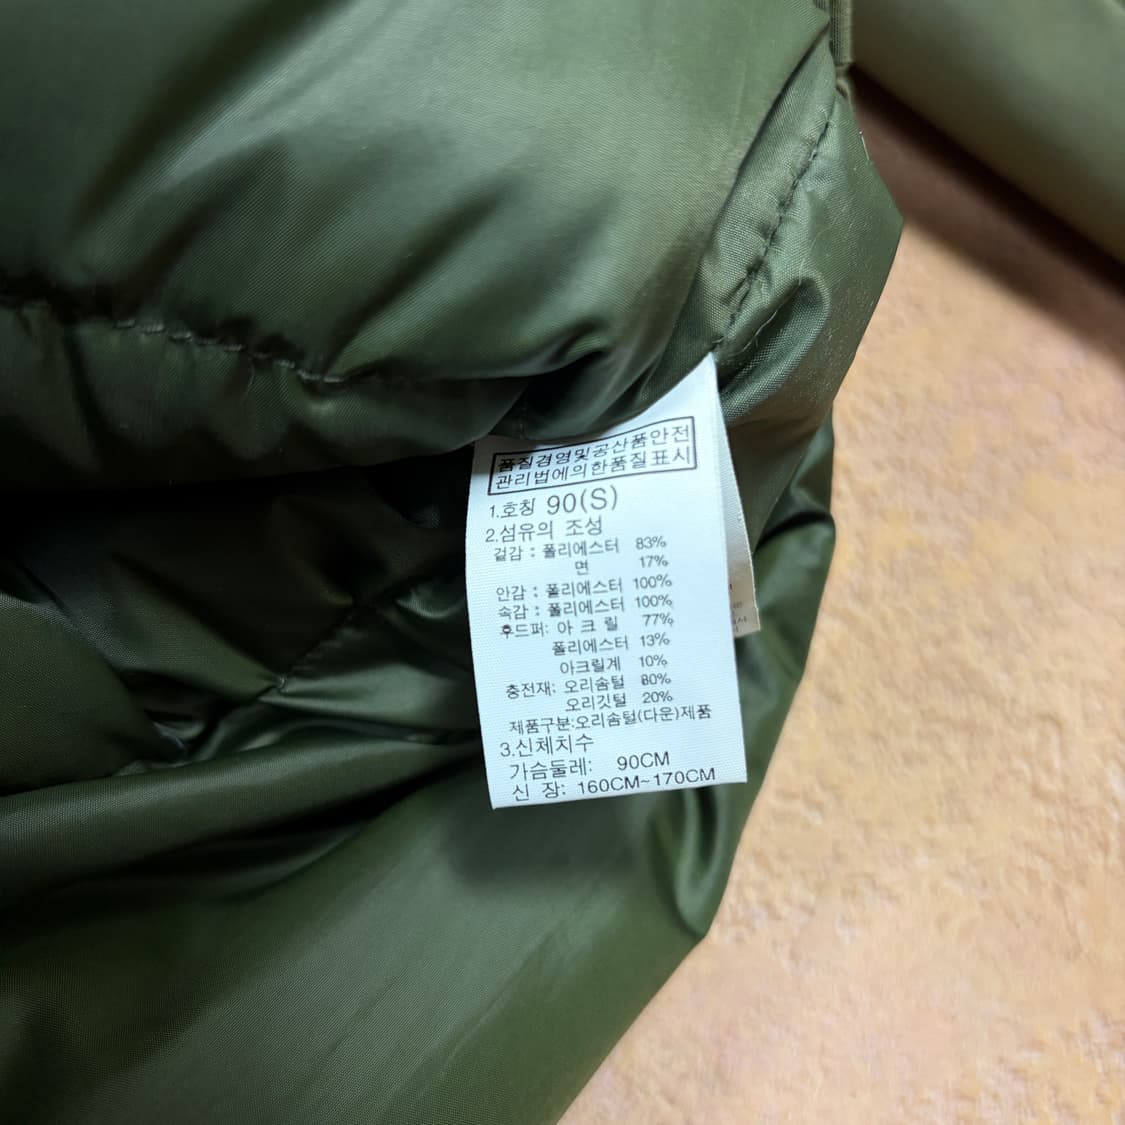 품질경영및공산품안전
관리법에의한품질표시
1.호칭 90(S)
2.섬유의 조성
겉감 : 폴리에스터 83%
면 17%
안감 : 폴리에스터 100%
속감 : 폴리에스터 100%
후드퍼: 아 크 릴 77%
폴리에스터 13%
아크릴계 10%
충전재: 오리솜털 80%
오리깃털 20%
제품구분:오리솜털(다운)제품
3.신체치수
가슴둘레: 90CM
신 장: 160CM~170CM